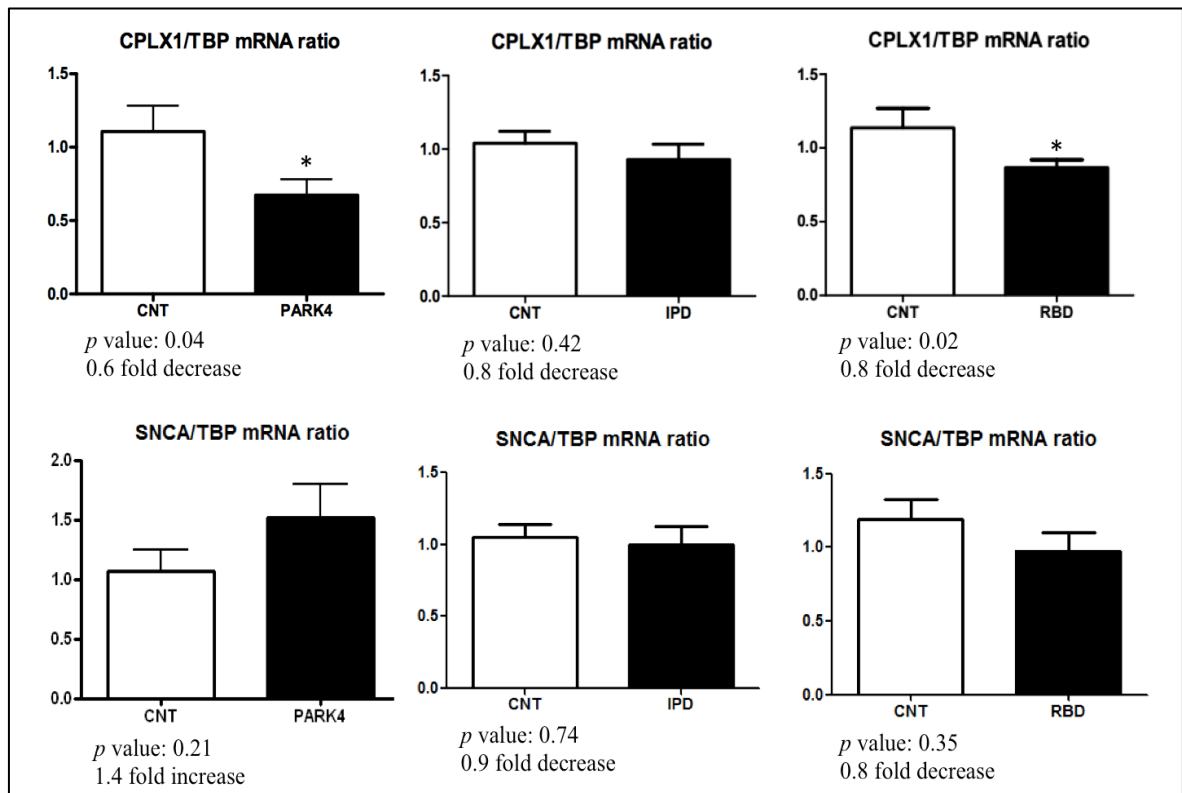 CPLX1/TBP mRNA ratio
1.5
1.0
0.5
0.0
*
CNT PARK4
p value: 0.04
0.6 fold decrease
CPLX1/TBP mRNA ratio
1.5
1.0
0.5
0.0
CNT IPD
p value: 0.42
0.8 fold decrease
CPLX1/TBP mRNA ratio
1.5
1.0
0.5
0.0
*
CNT RBD
p value: 0.02
0.8 fold decrease
SNCA/TBP mRNA ratio
2.0
1.5
1.0
0.5
0.0
CNT PARK4
p value: 0.21
1.4 fold increase
SNCA/TBP mRNA ratio
1.5
1.0
0.5
0.0
CNT IPD
p value: 0.74
0.9 fold decrease
SNCA/TBP mRNA ratio
1.5
1.0
0.5
0.0
CNT RBD
p value: 0.35
0.8 fold decrease